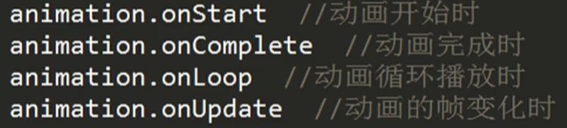 animation.onStart //动画开始时
animation.onComplete //动画完成时
animation.onLoop //动画循环播放时
animation.onUpdate //动画的帧变化时